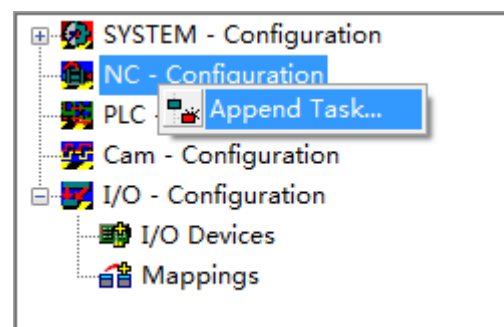 SYSTEM - Configuration
NC - Configuration
PLC -
Append Task...
Cam - Configuration
I/O - Configuration
I/O Devices
Mappings